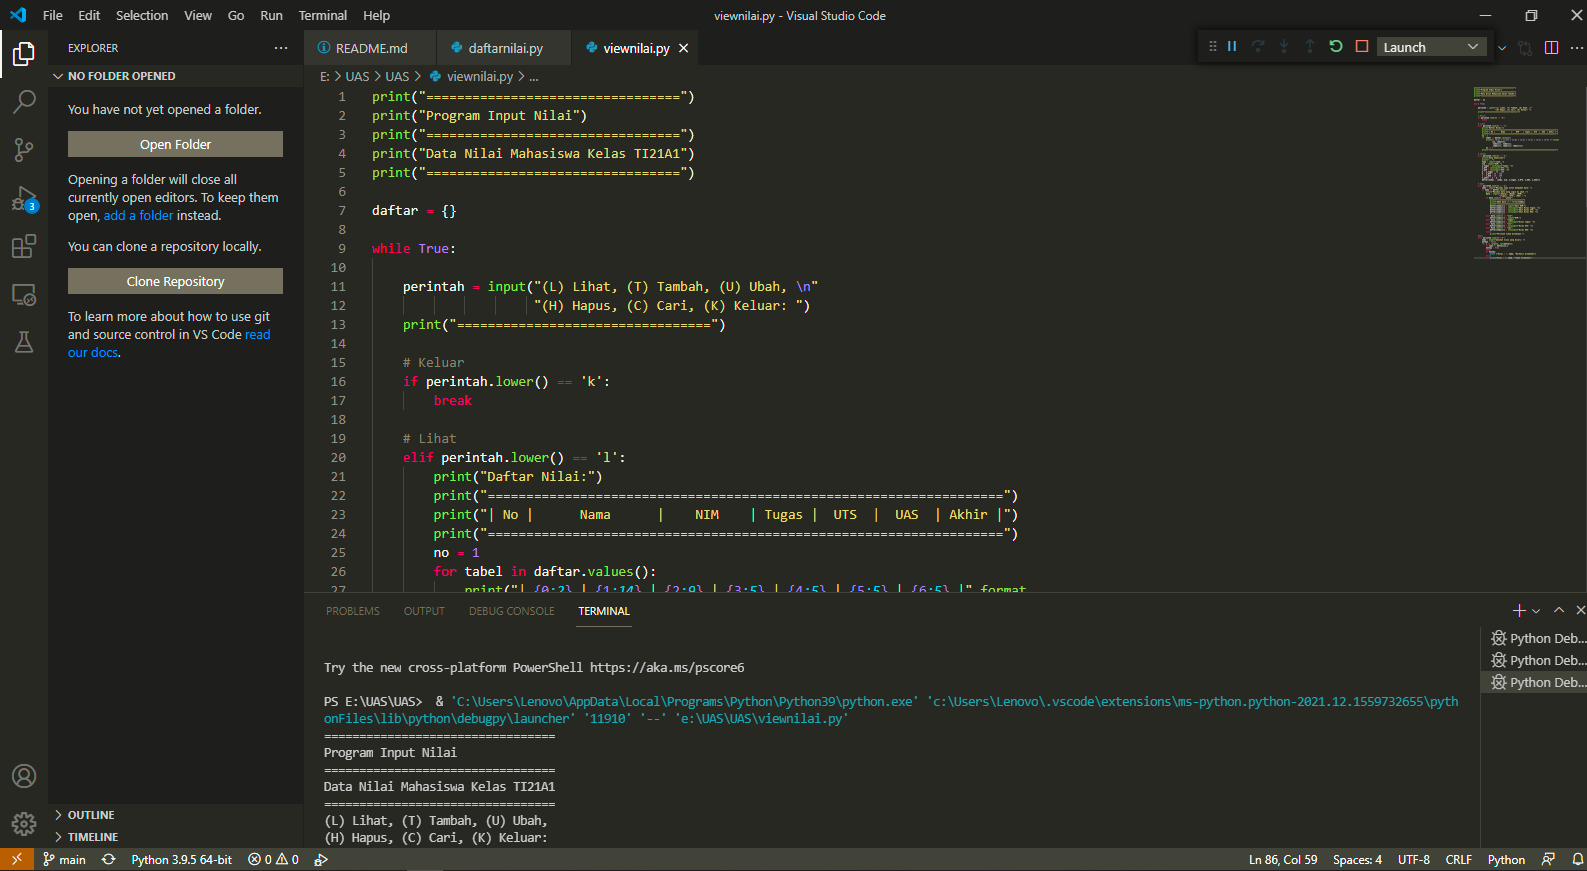 File Edit Selection View Go Run Terminal Help
viewnilai.py - Visual Studio Code
EXPLORER
NO FOLDER OPENED
You have not yet opened a folder.
Open Folder
Opening a folder will close all
currently open editors. To keep them
open, add a folder instead.
You can clone a repository locally.
Clone Repository
To learn more about how to use git
and source control in VS Code read
our docs.
3
OUTLINE
TIMELINE
README.md daftarnilai.py viewnilai.py
Launch
E: > UAS > UAS > viewnilai.py > ...
1 print("=================================")
2 print("Program Input Nilai")
3 print("=================================")
4 print("Data Nilai Mahasiswa Kelas TI21A1")
5 print("=================================")
6
7 daftar = {}
8
9 while True:
10
11 perintah = input("(L) Lihat, (T) Tambah, (U) Ubah, \n"
12 "(H) Hapus, (C) Cari, (K) Keluar: ")
13 print("=================================")
14
15 # Keluar
16 if perintah.lower() == 'k':
17 break
18
19 # Lihat
20 elif perintah.lower() == 'l':
21 print("Daftar Nilai:")
22 print("===================================================================")
23 print("| No |      Nama      |    NIM    | Tugas |  UTS  |  UAS  | Akhir |")
24 print("===================================================================")
25 no = 1
26 for tabel in daftar.values():
27 print("| {0:2} | {1:14} | {2:9} | {3:5} | {4:5} | {5:5} | {6:5} |".format
PROBLEMS OUTPUT DEBUG CONSOLE TERMINAL
Try the new cross-platform PowerShell https://aka.ms/pscore6
PS E:\UAS\UAS>  & 'C:\Users\Lenovo\AppData\Local\Programs\Python\Python39\python.exe' 'c:\Users\Lenovo\.vscode\extensions\ms-python.python-2021.12.1559732655\pyth
onFiles\lib\python\debugpy\launcher' '11910' '--' 'e:\UAS\UAS\viewnilai.py'
=================================
Program Input Nilai
=================================
Data Nilai Mahasiswa Kelas TI21A1
=================================
(L) Lihat, (T) Tambah, (U) Ubah,
(H) Hapus, (C) Cari, (K) Keluar:
Python Deb...
Python Deb...
Python Deb...
main Python 3.9.5 64-bit 0 0 Ln 86, Col 59 Spaces: 4 UTF-8 CRLF Python